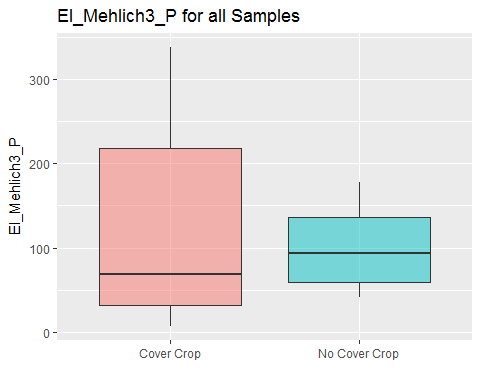 El_Mehlich3_P for all Samples
El_Mehlich3_P
300
200
100
0
Cover Crop
No Cover Crop